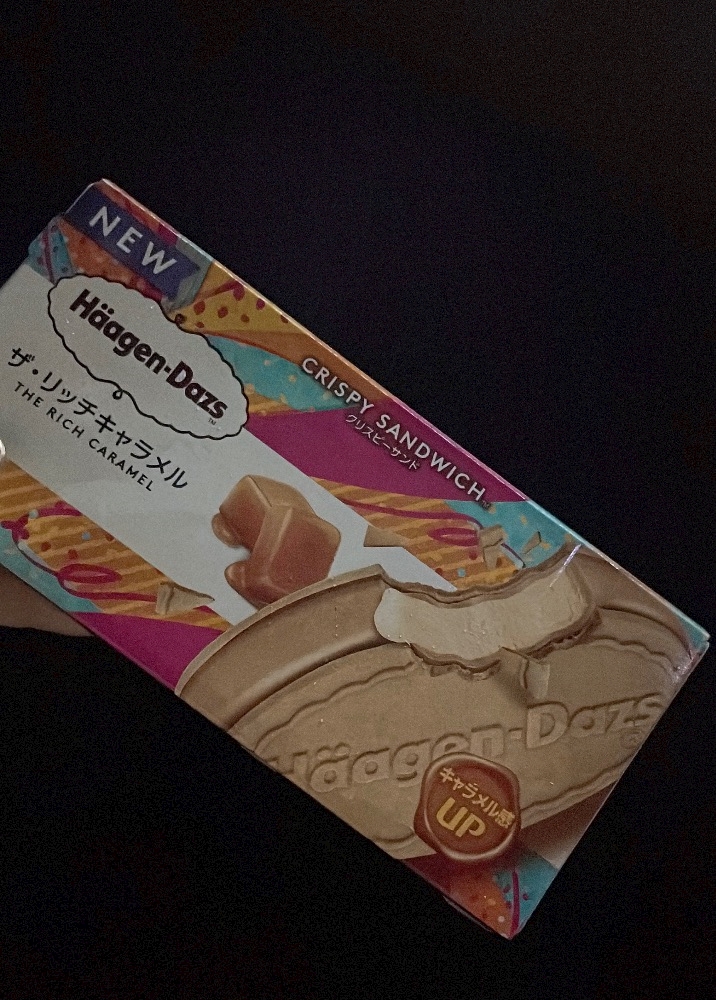 NEW
Häagen-Dazs
ザ・リッチキャラメル
THE RICH CARAMEL
CRISPY SANDWICH
クリスピーサンド
Häagen-Dazs
キャラメル感
UP